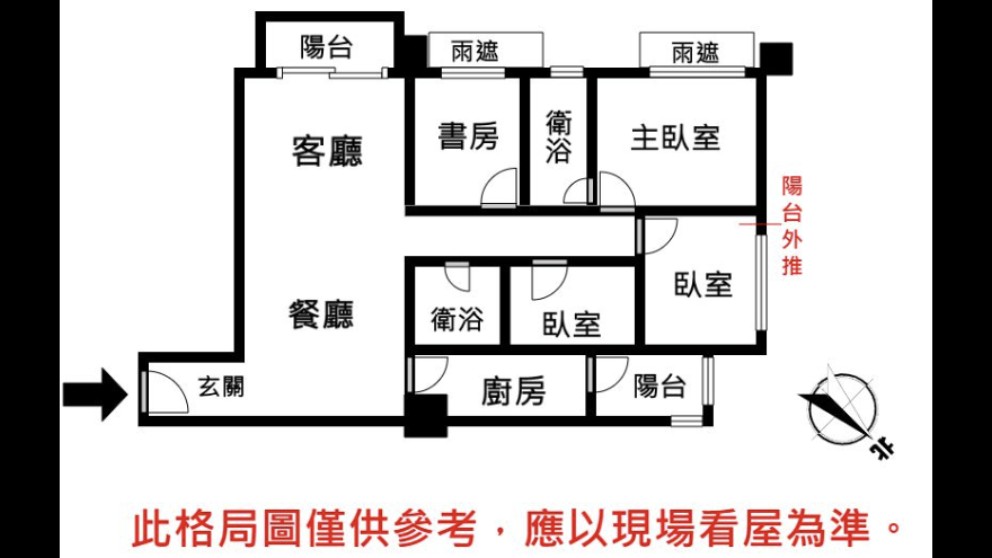 陽台
雨遮
雨遮
客廳
書房
衛浴
主臥室
陽台外推
餐廳
衛浴
臥室
臥室
玄關
廚房
陽台
北
此格局圖僅供參考，應以現場看屋為準。